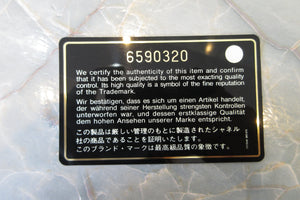 6590320
We certify the authenticity of this item and confirm
that it has been subjected to the most exacting quality
control. Its high quality is a symbol of the fine reputation
of the Trademark.
Wir bestätigen, dass es sich um einen Artikel handelt,
der während seiner Herstellung strengsten Kontrollen
unterworfen war, und dessen erstklässige Qualität
dem hohen Ansehen unserer Marke entspricht.
この製品は厳しい管理のもとに製造されたシャネル
社の商品であることを証明いたします。
このブランド・マークは最高級品質の象徴です。